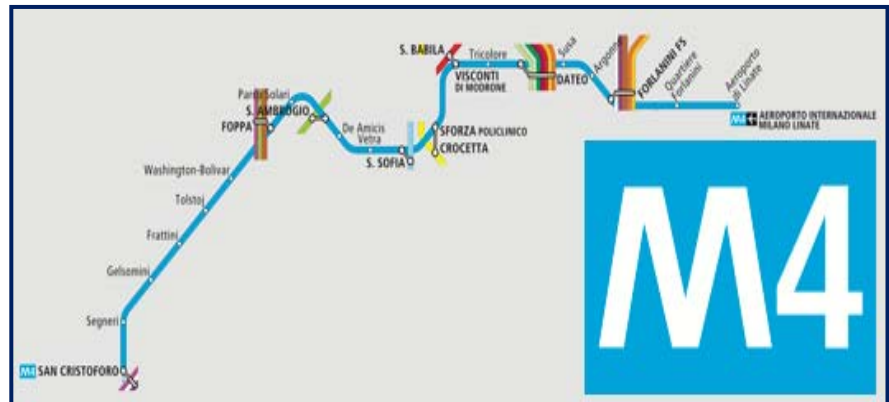 S. BABILA
Tricolore
Susa
Argonne
FORLANINI FS
Quartiere
Forlanini
Aeroporto
di Linate
VISCONTI
DI MODRONE
DATEO
M4 AEROPORTO INTERNAZIONALE
MILANO LINATE
Parco Solari
S. AMBROGIO
FOPPA
De Amicis
Vetra
SFORZA POLICLINICO
CROCETTA
S. SOFIA
Washington-Bolivar
Tolstoj
Frattini
Gelsomini
Segneri
M4 SAN CRISTOFORO
M4